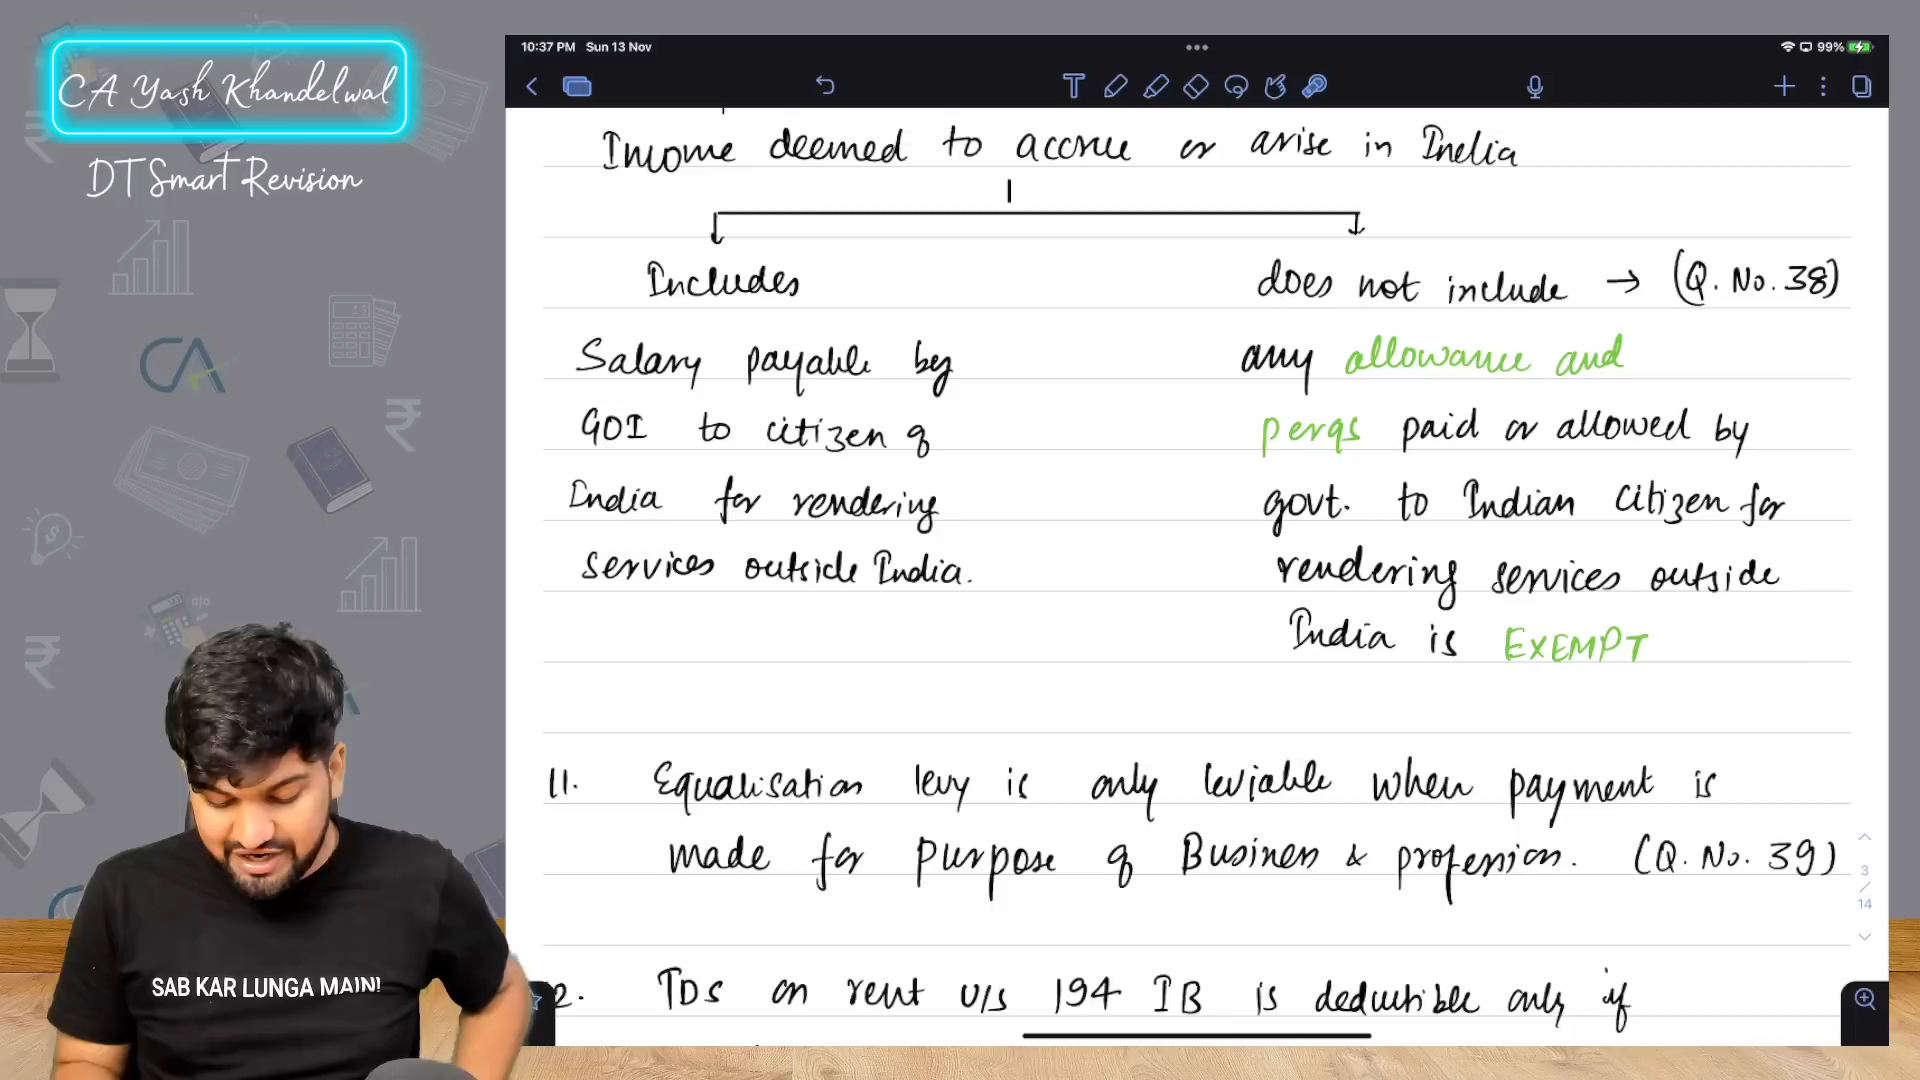 CA Yash Khandelwal
DT Smart Revision
10:37 PM Sun 13 Nov
99%
Income deemed to accrue or arise in India
Includes
does not include → (Q. No. 38)
Salary payable by
GOI to citizen of
India for rendering
services outside India.
any allowance and
perqs paid or allowed by
govt. to Indian Citizen for
rendering services outside
India is EXEMPT
11. Equalisation levy is only leviable when payment is
made for purpose of Business & profession. (Q. No. 39)
2. TDS on rent u/s 194 IB is deductible only if
3
/
14
CA
SAB KAR LUNGA MAIN!